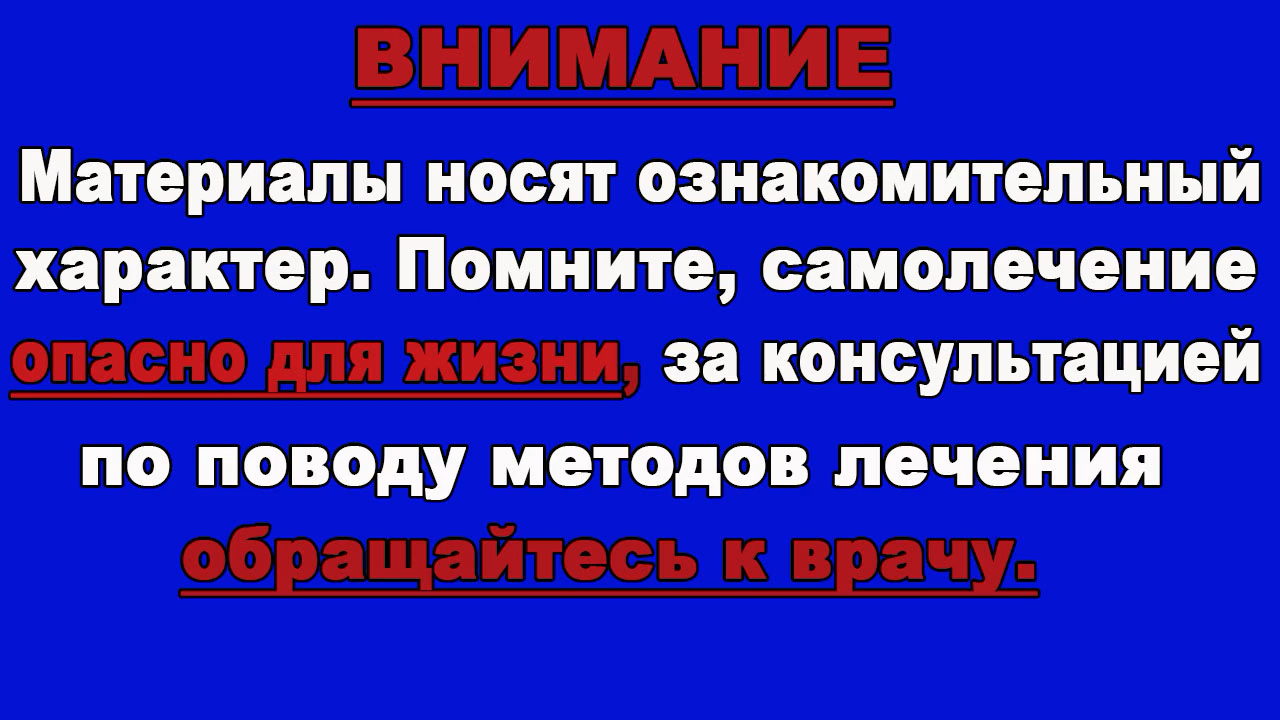 ВНИМАНИЕ
Материалы носят ознакомительный
характер. Помните, самолечение
опасно для жизни, за консультацией
по поводу методов лечения
обращайтесь к врачу.